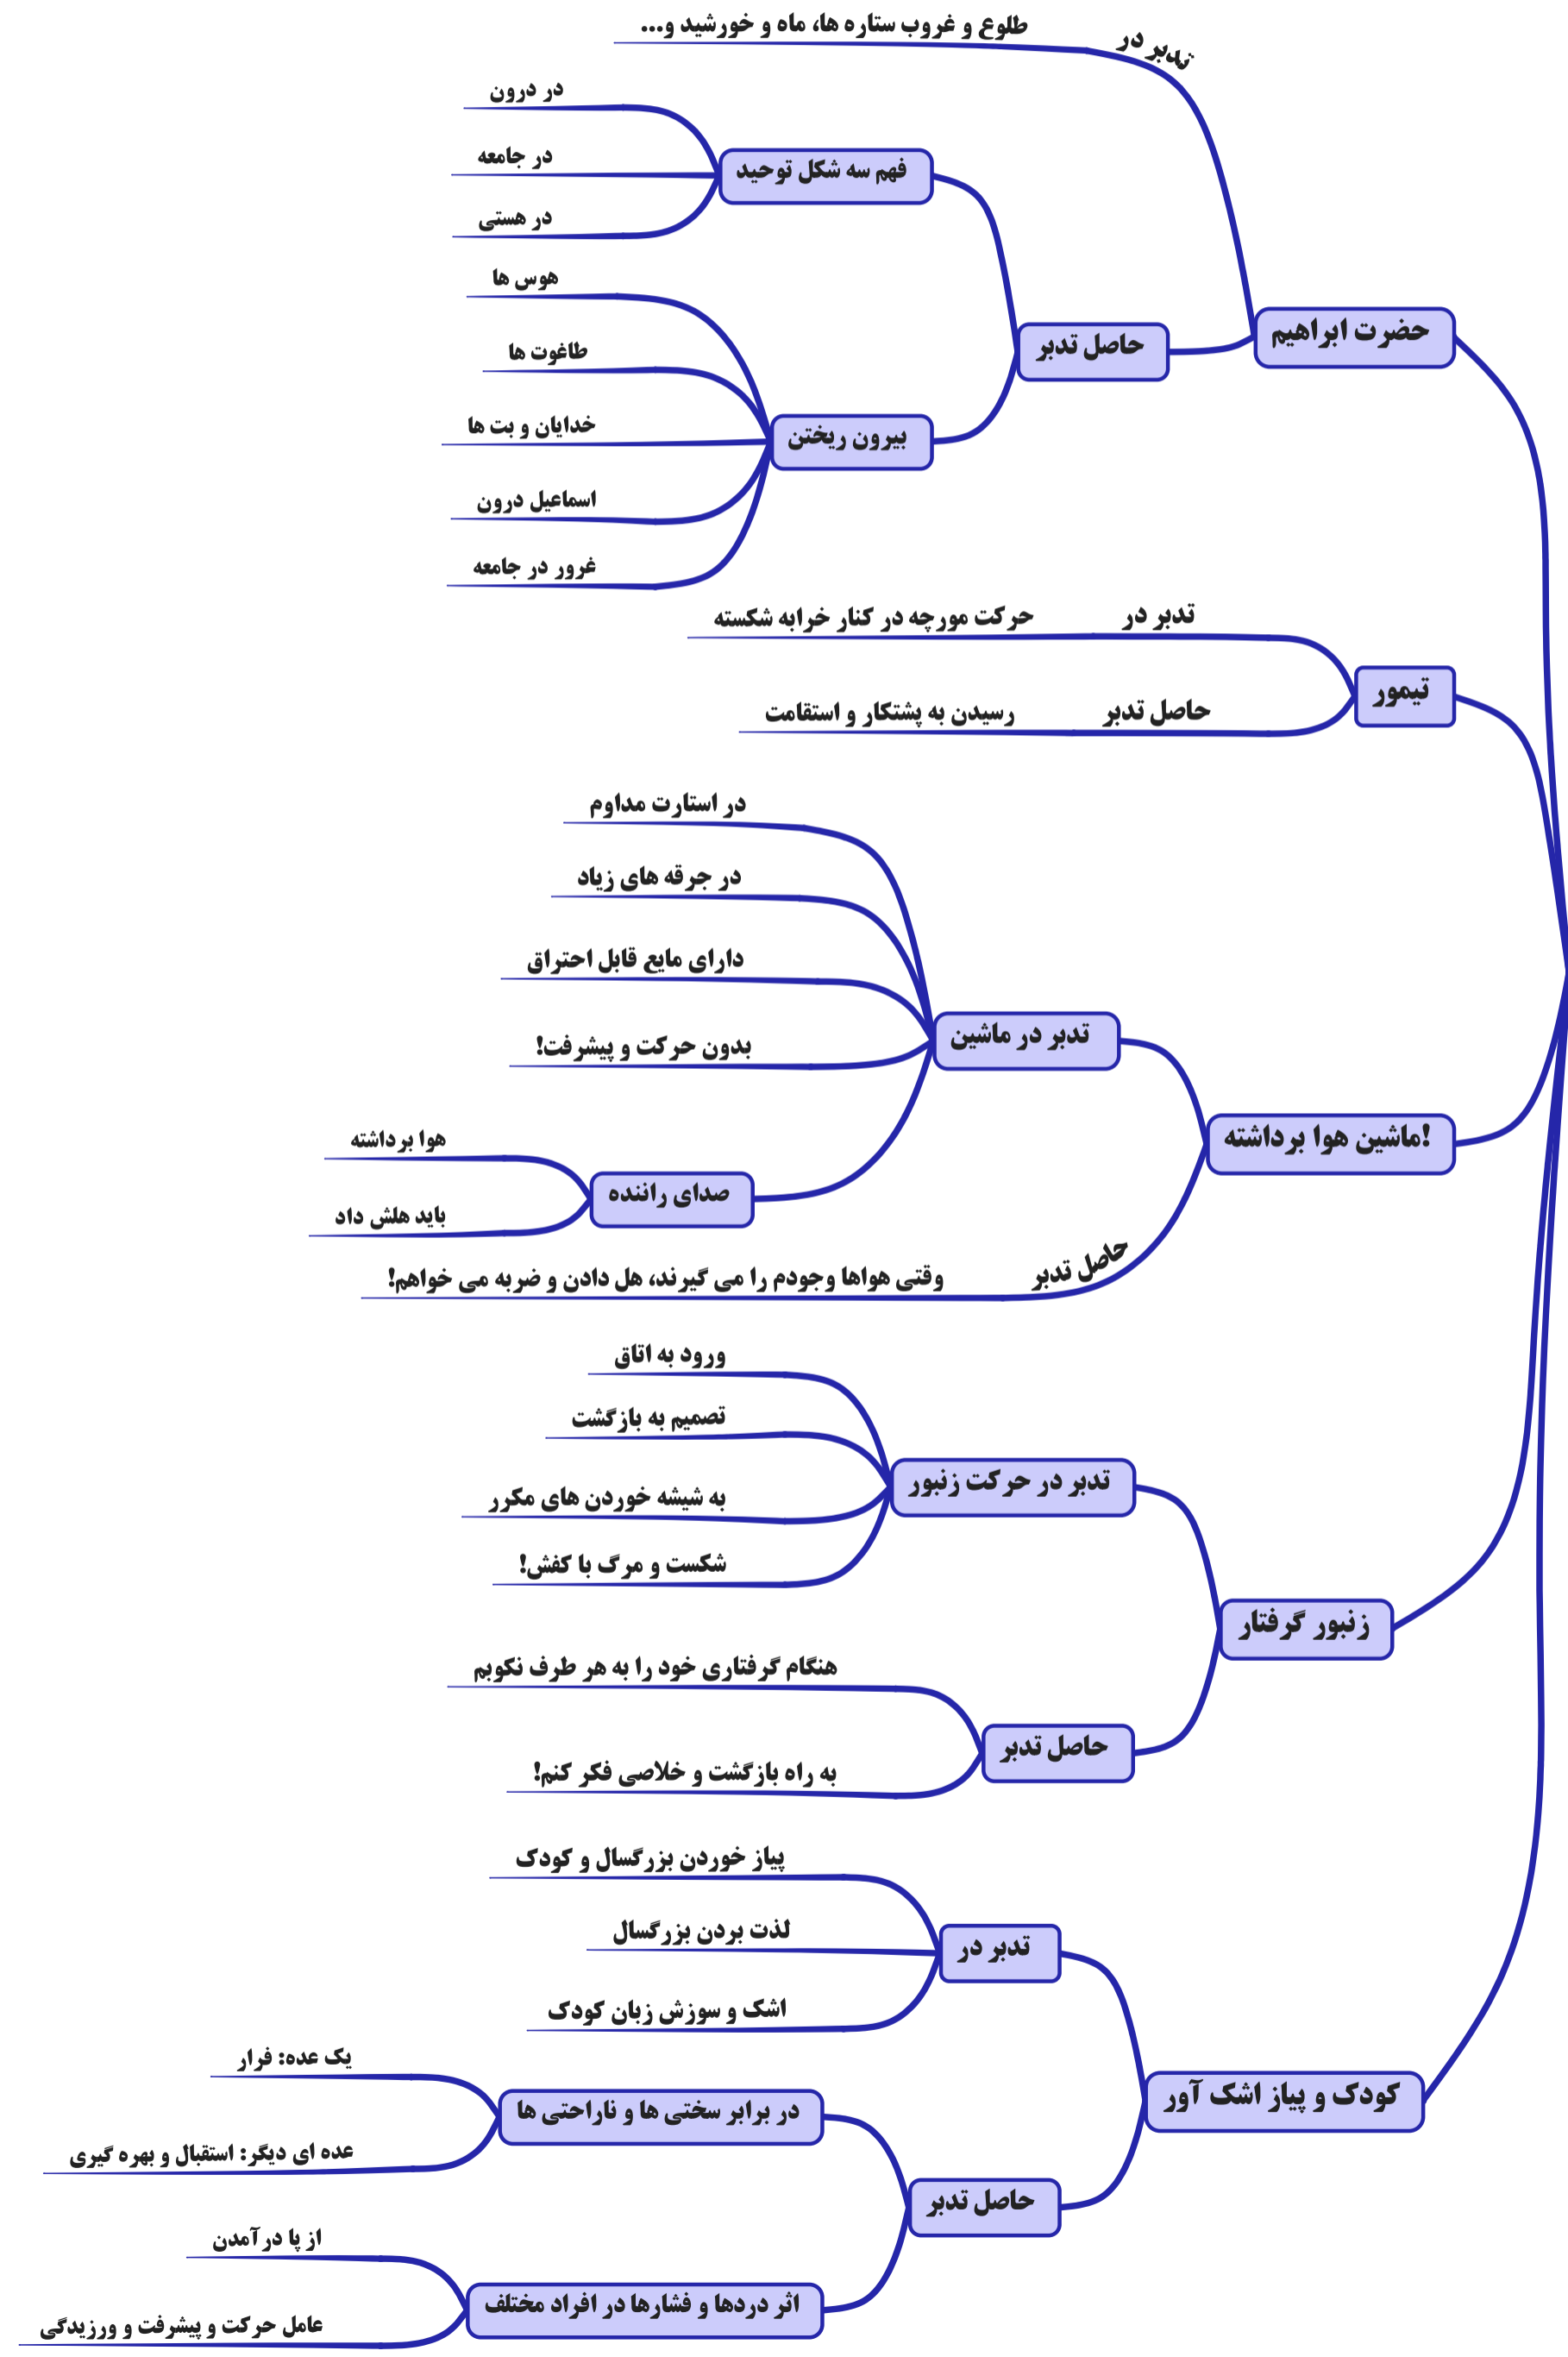 حضرت ابراهیم
تدبر در
طلوع و غروب ستاره ها، ماه و خورشید و...
حاصل تدبر
فهم سه شکل توحید
در درون
در جامعه
در هستی
بیرون ریختن
هوس ها
طاغوت ها
خدایان و بت ها
اسماعیل درون
غرور در جامعه
تیمور
تدبر در
حرکت مورچه در کنار خرابه شکسته
حاصل تدبر
رسیدن به پشتکار و استقامت
!ماشین هوا برداشته
تدبر در ماشین
در استارت مداوم
در جرقه های زیاد
دارای مایع قابل احتراق
بدون حرکت و پیشرفت!
صدای راننده
هوا برداشته
باید هلش داد
حاصل تدبر
وقتی هواها وجودم را می گیرند، هل دادن و ضربه می خواهم!
زنبور گرفتار
تدبر در حرکت زنبور
ورود به اتاق
تصمیم به بازگشت
به شیشه خوردن های مکرر
شکست و مرگ با کفش!
حاصل تدبر
هنگام گرفتاری خود را به هر طرف نکوبم
به راه بازگشت و خلاصی فکر کنم!
کودک و پیاز اشک آور
تدبر در
پیاز خوردن بزرگسال و کودک
لذت بردن بزرگسال
اشک و سوزش زبان کودک
حاصل تدبر
در برابر سختی ها و ناراحتی ها
یک عده: فرار
عده ای دیگر: استقبال و بهره گیری
اثر دردها و فشارها در افراد مختلف
از پا درآمدن
عامل حرکت و پیشرفت و ورزیدگی